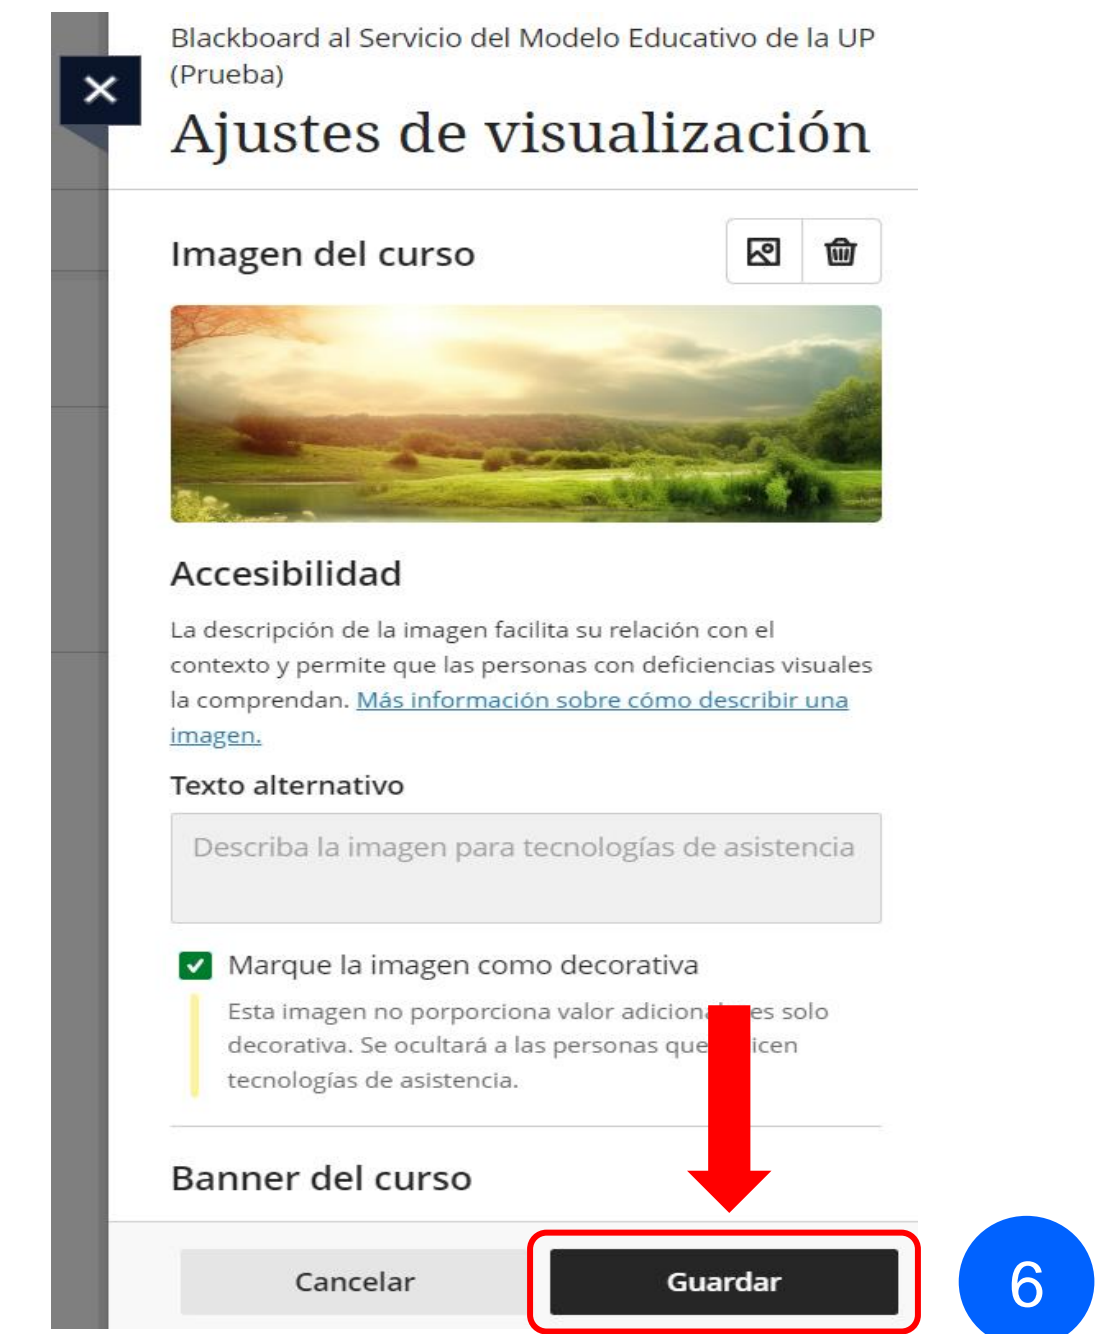 Blackboard al Servicio del Modelo Educativo de la UP
(Prueba)
Ajustes de visualización
Imagen del curso
Accesibilidad
La descripción de la imagen facilita su relación con el
contexto y permite que las personas con deficiencias visuales
la comprendan. Más información sobre cómo describir una
imagen.
Texto alternativo
Describa la imagen para tecnologías de asistencia
Marque la imagen como decorativa
Esta imagen no porporciona valor es solo
decorativa. Se ocultará a las personas que
tecnologías de asistencia.
Banner del curso
Cancelar
Guardar
6